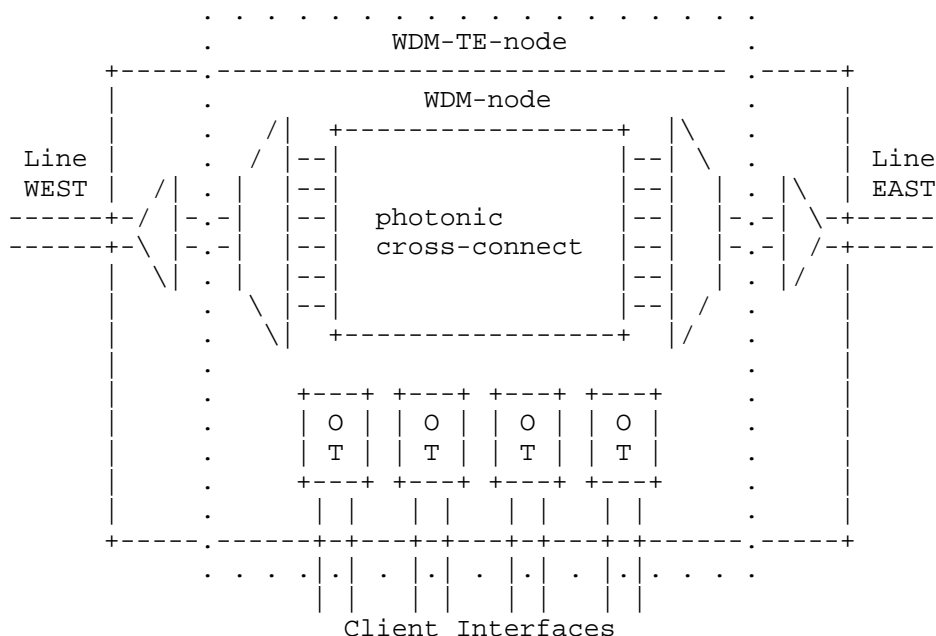 WDM-TE-node
WDM-node
Line
WEST
Line
EAST
photonic
cross-connect
O O O O
T T T T
Client Interfaces